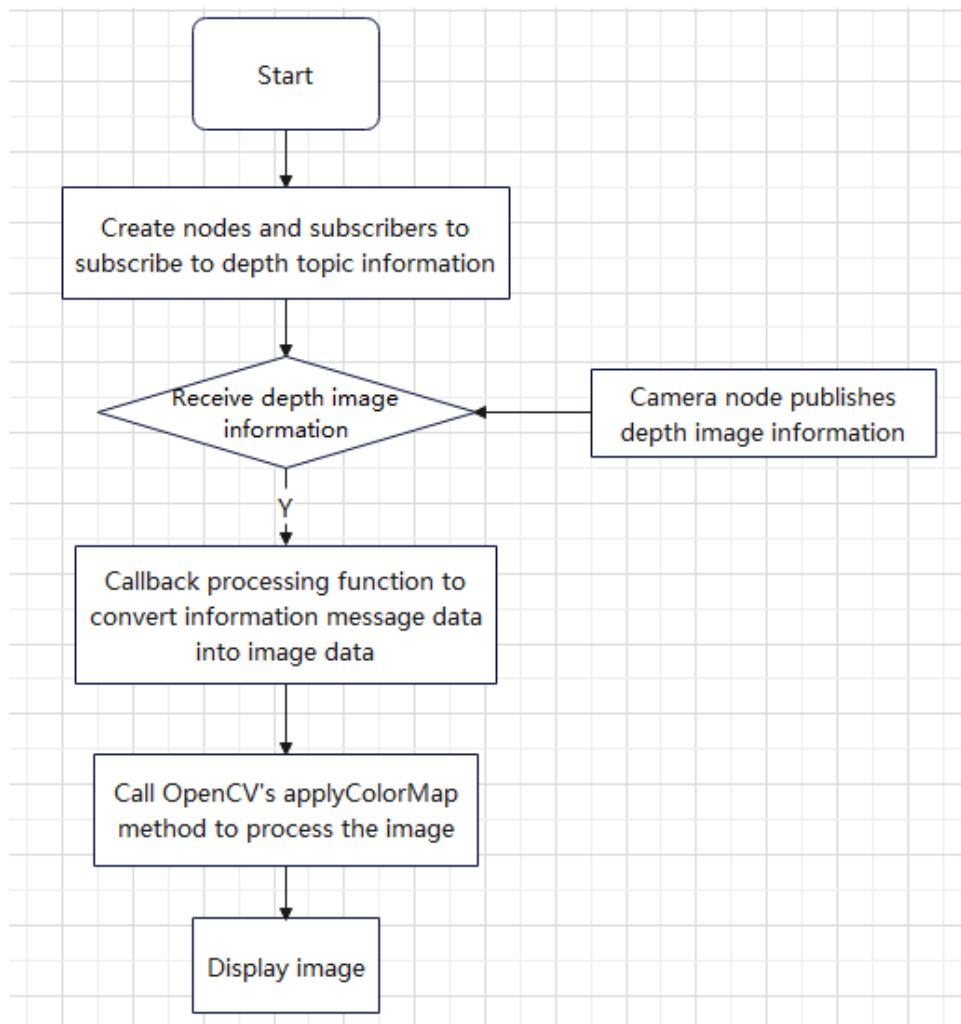 Start
Create nodes and subscribers to
subscribe to depth topic information
Receive depth image
information
Camera node publishes
depth image information
Y
Callback processing function to
convert information message data
into image data
Call OpenCV's applyColorMap
method to process the image
Display image